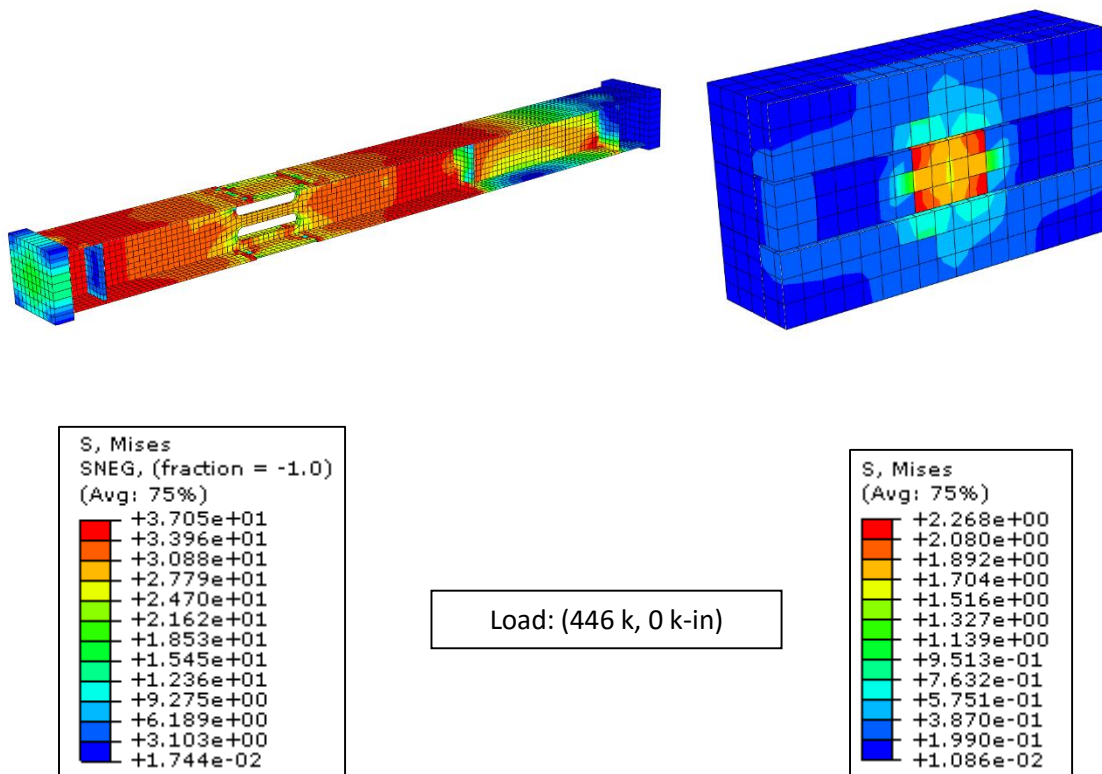 S, Mises
SNEG, (fraction = -1.0)
(Avg: 75%)
+3.705e+01
+3.396e+01
+3.088e+01
+2.779e+01
+2.470e+01
+2.162e+01
+1.853e+01
+1.545e+01
+1.236e+01
+9.275e+00
+6.189e+00
+3.103e+00
+1.744e-02
Load: (446 k, 0 k-in)
S, Mises
(Avg: 75%)
+2.268e+00
+2.080e+00
+1.892e+00
+1.704e+00
+1.516e+00
+1.327e+00
+1.139e+00
+9.513e-01
+7.632e-01
+5.751e-01
+3.870e-01
+1.990e-01
+1.086e-02